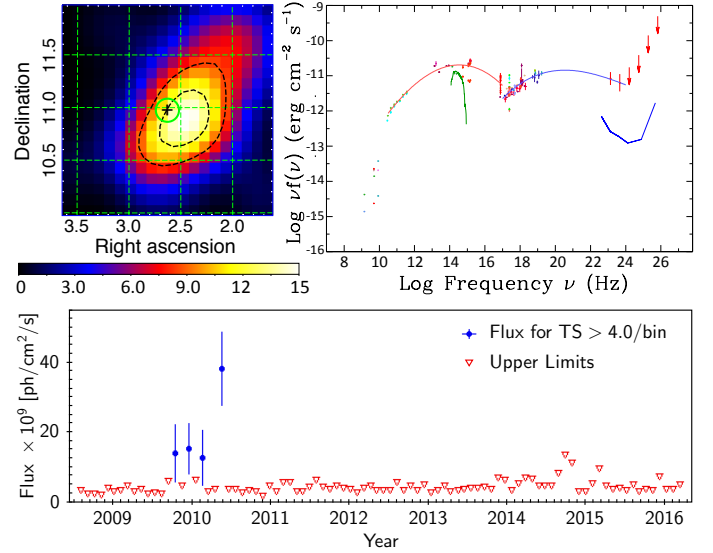 Declination
11.5
11.0
10.5
3.5 3.0 2.5 2.0
Right ascension
0 3.0 6.0 9.0 12.0 15
Log νf(ν) (erg cm⁻² s⁻¹)
-9
-10
-11
-12
-13
-14
-15
-16
8 10 12 14 16 18 20 22 24 26
Log Frequency ν (Hz)
Flux × 10⁹ [ph/cm²/s]
40
20
0
Flux for TS > 4.0/bin
Upper Limits
2009 2010 2011 2012 2013 2014 2015 2016
Year